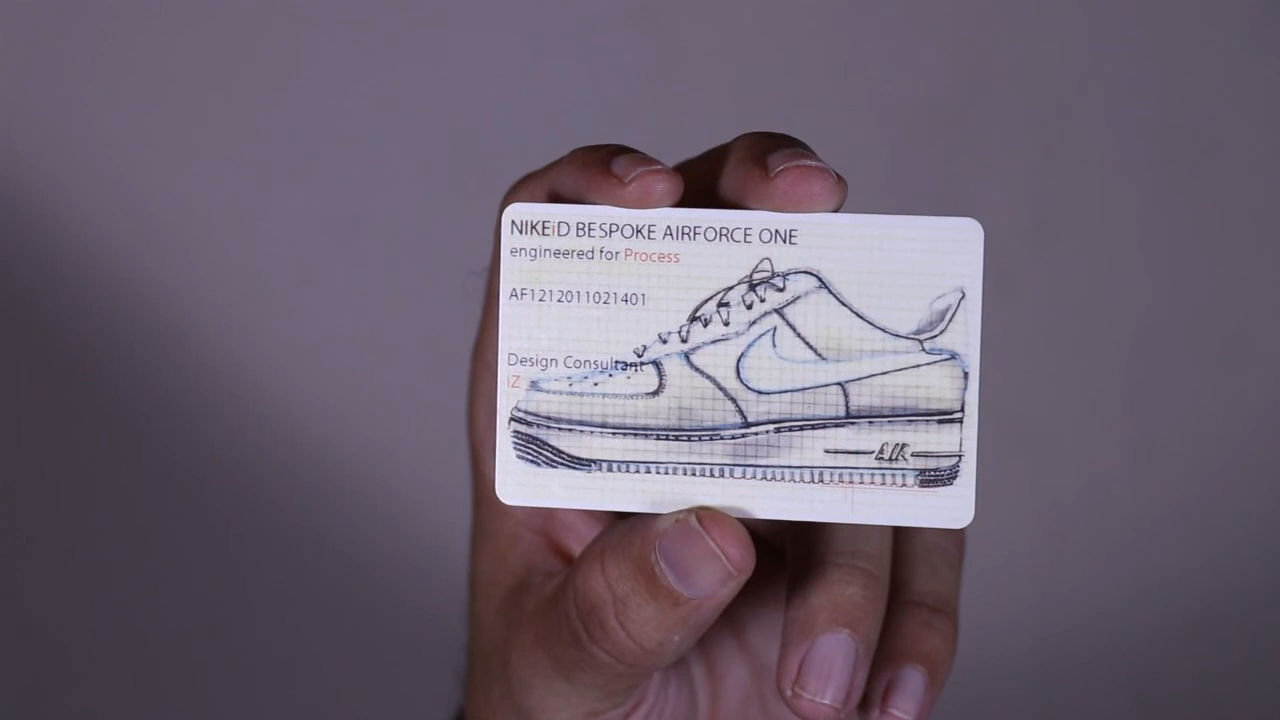 NIKEiD BESPOKE AIRFORCE ONE
engineered for Process
AF1212011021401
Design Consultant
iZ
AIR